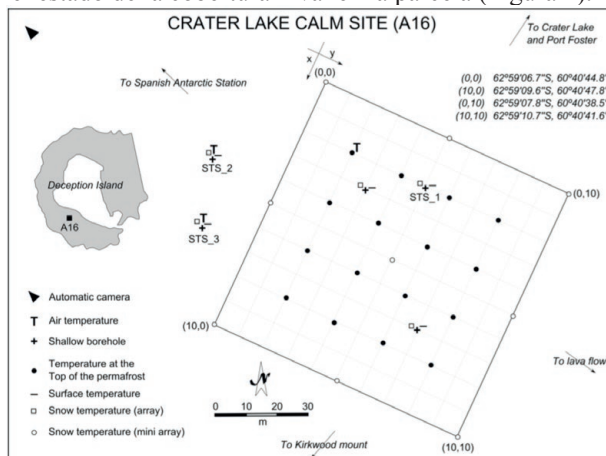 CRATER LAKE CALM SITE (A16)
To Crater Lake
and Port Foster
x y
(0,0)
To Spanish Antarctic Station
(0,0) 62º59'06.7"S, 60º40'44.8
(10,0) 62º59'09.6"S, 60º40'47.8
(0,10) 62º59'07.8"S, 60º40'38.5
(10,10) 62º59'10.7"S, 60º40'41.6
T
T
STS_2
STS_1
Deception Island
(0,10)
A16
T
STS_3
Automatic camera
T Air temperature
Shallow borehole
Temperature at the
Top of the permafrost
Surface temperature
Snow temperature (array)
Snow temperature (mini array)
(10,0)
N
0 10 20 30
m
To lava flow
To Kirkwood mount
(10,10)